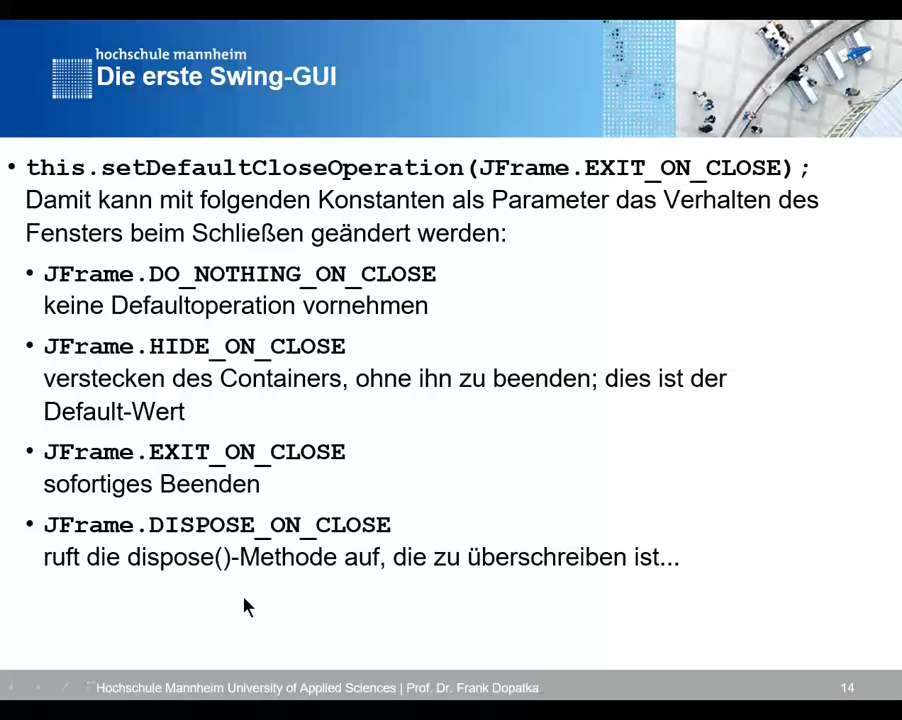 hochschule mannheim
Die erste Swing-GUI
• this.setDefaultCloseOperation(JFrame.EXIT_ON_CLOSE);
Damit kann mit folgenden Konstanten als Parameter das Verhalten des
Fensters beim Schließen geändert werden:
• JFrame.DO_NOTHING_ON_CLOSE
keine Defaultoperation vornehmen
• JFrame.HIDE_ON_CLOSE
verstecken des Containers, ohne ihn zu beenden; dies ist der
Default-Wert
• JFrame.EXIT_ON_CLOSE
sofortiges Beenden
• JFrame.DISPOSE_ON_CLOSE
ruft die dispose()-Methode auf, die zu überschreiben ist...
Hochschule Mannheim University of Applied Sciences | Prof. Dr. Frank Dopatka
14